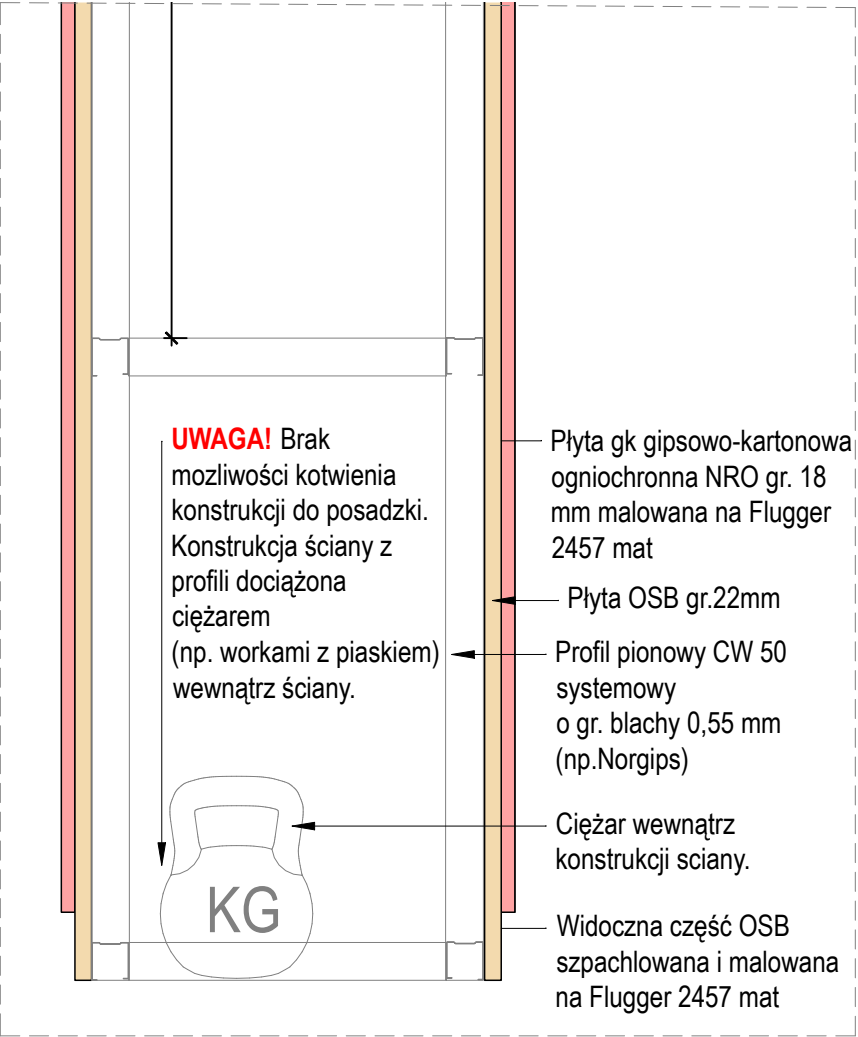 UWAGA! Brak
mozliwości kotwienia
konstrukcji do posadzki.
Konstrukcja ściany z
profili dociążona
ciężarem
(np. workami z piaskiem)
wewnątrz ściany.
Płyta gk gipsowo-kartonowa
ogniochronna NRO gr. 18
mm malowana na Flugger
2457 mat
Płyta OSB gr.22mm
Profil pionowy CW 50
systemowy
o gr. blachy 0,55 mm
(np.Norgips)
Ciężar wewnątrz
konstrukcji sciany.
KG
Widoczna część OSB
szpachlowana i malowana
na Flugger 2457 mat